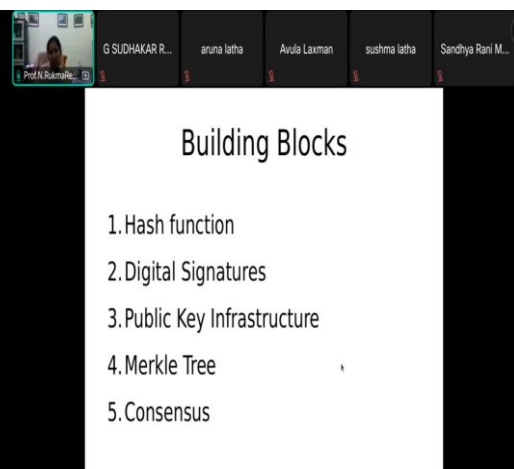 Prof.N.RukmaRe...
G SUDHAKAR R...
aruna latha
Avula Laxman
sushma latha
Sandhya Rani M...
Building Blocks
1.Hash function
2.Digital Signatures
3.Public Key Infrastructure
4.Merkle Tree
5.Consensus